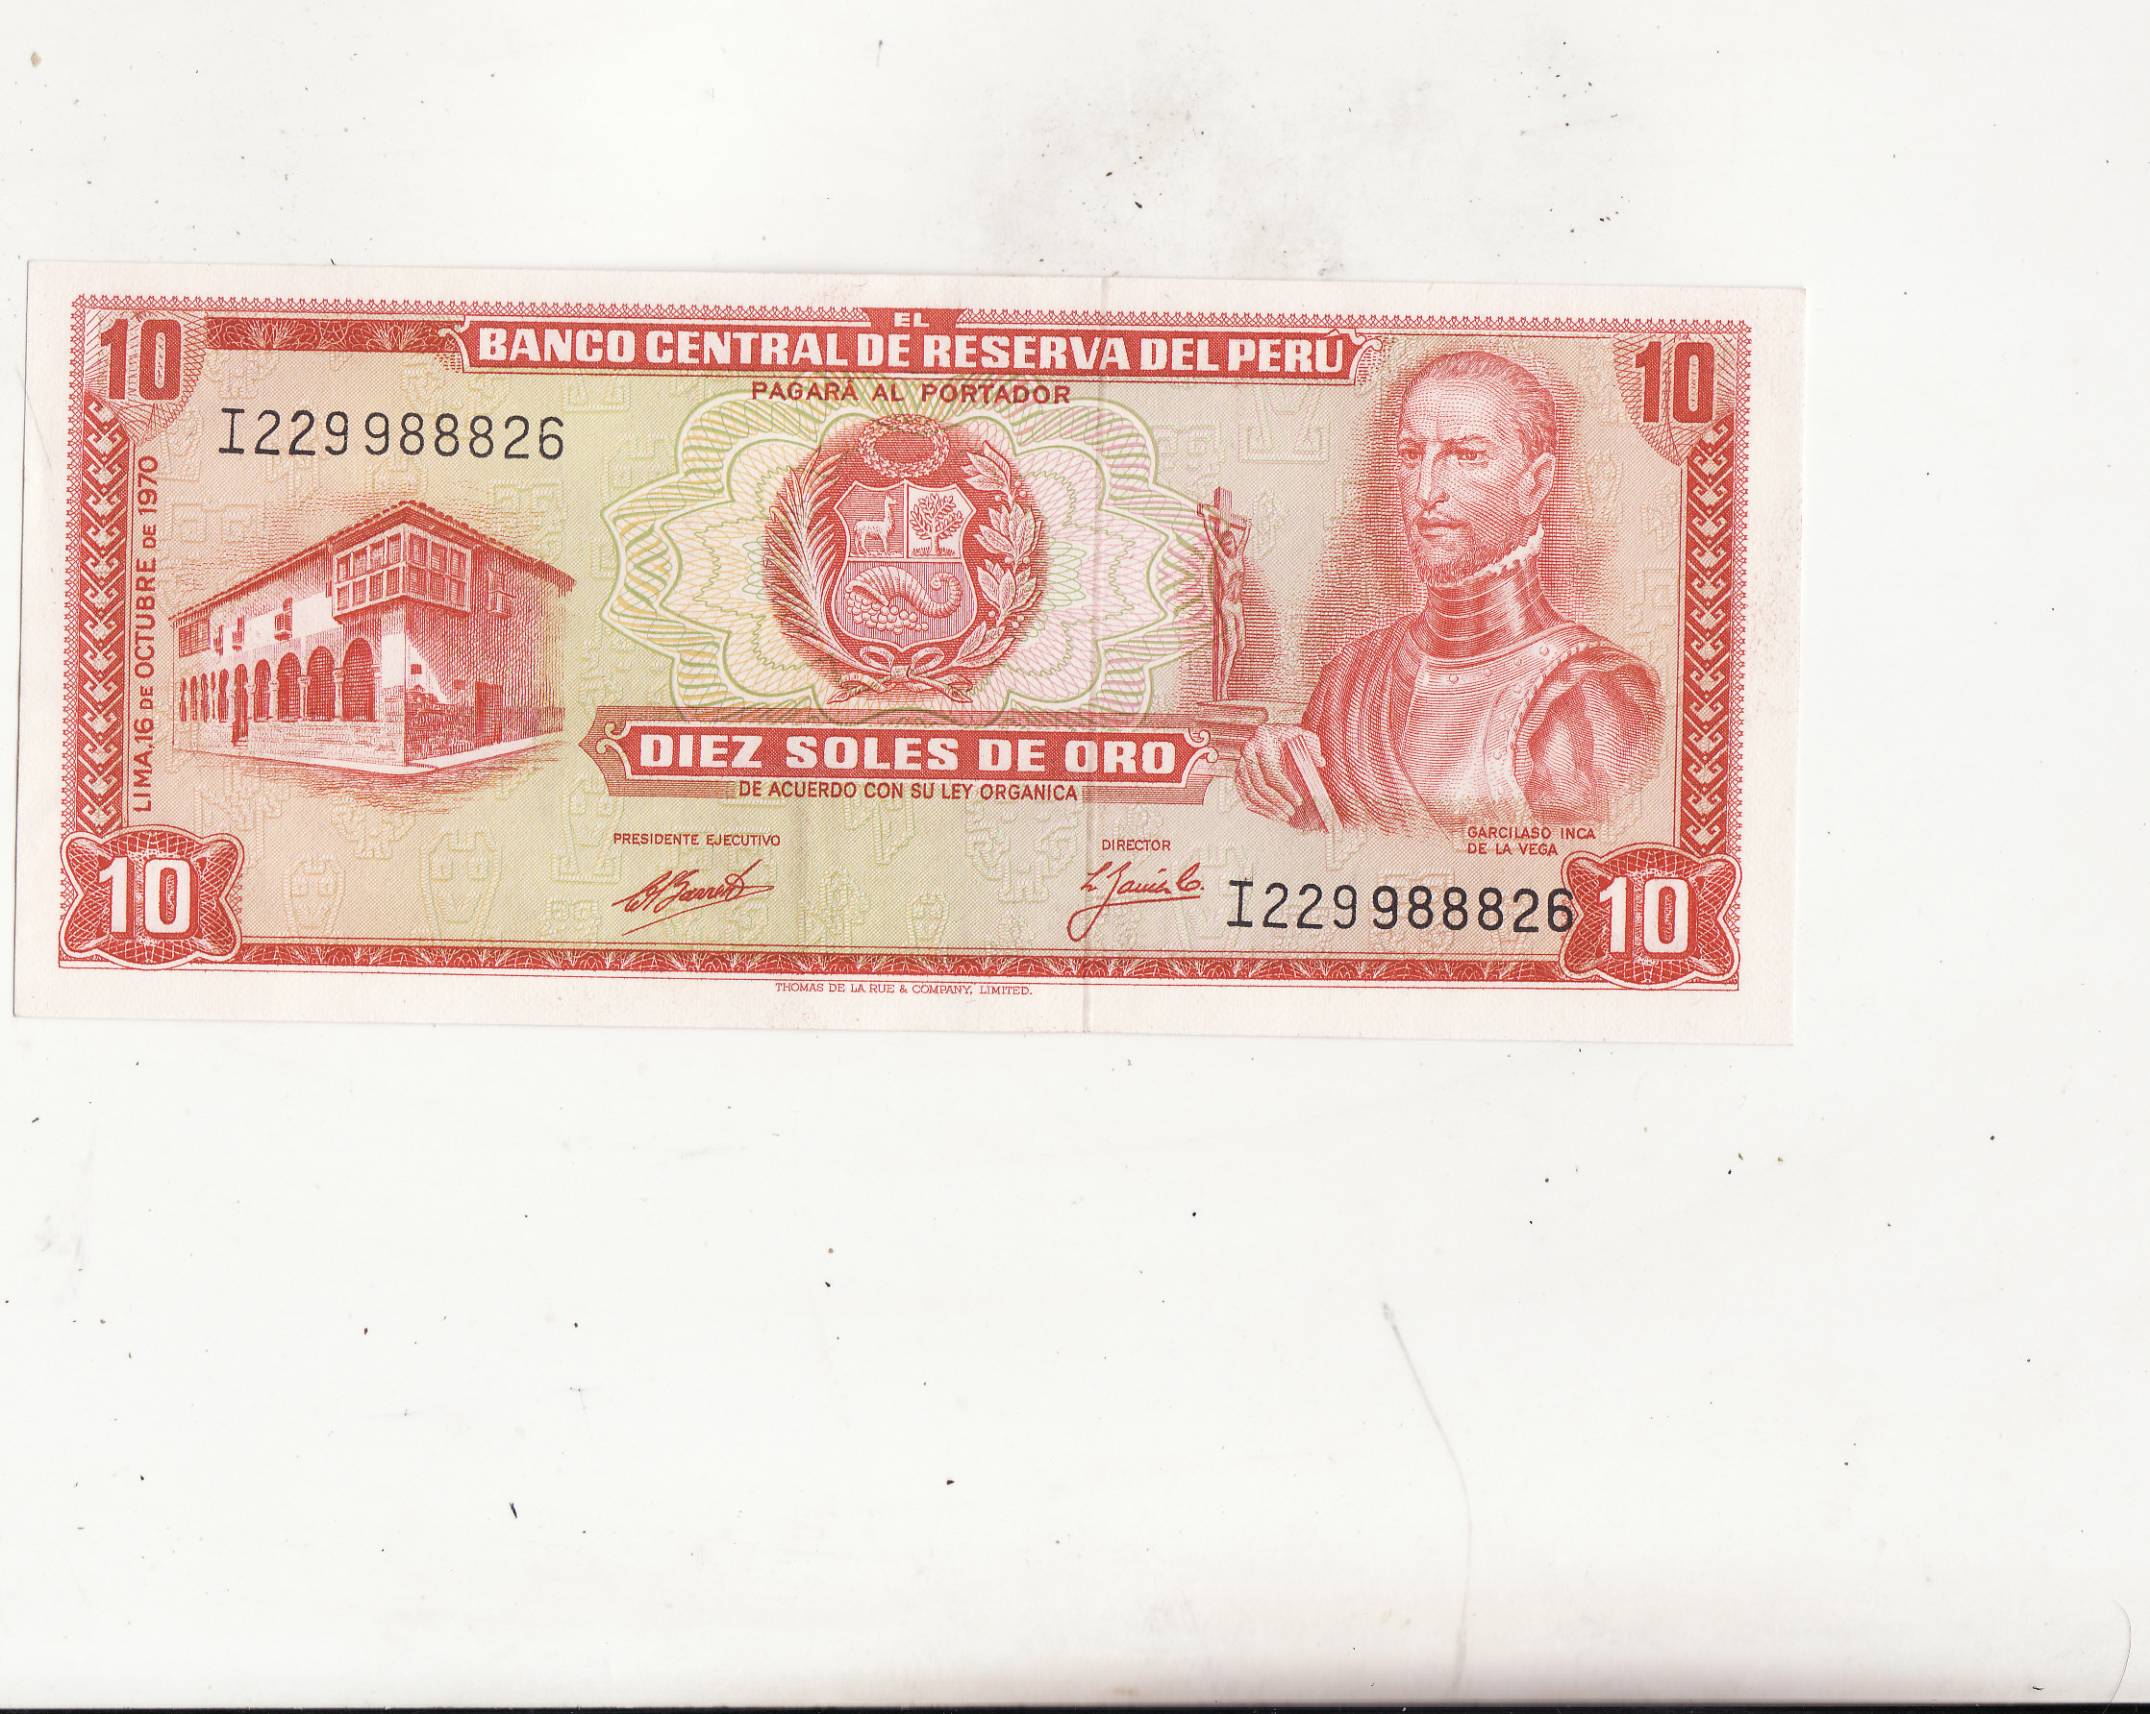 10
EL
BANCO CENTRAL DE RESERVA DEL PERÚ
10
PAGARÁ AL PORTADOR
I229988826
LIMA, 16 DE OCTUBRE DE 1970
DIEZ SOLES DE ORO
DE ACUERDO CON SU LEY ORGANICA
PRESIDENTE EJECUTIVO
DIRECTOR
GARCILASO INCA
DE LA VEGA
I229988826
10
10
THOMAS DE LA RUE & COMPANY, LIMITED.